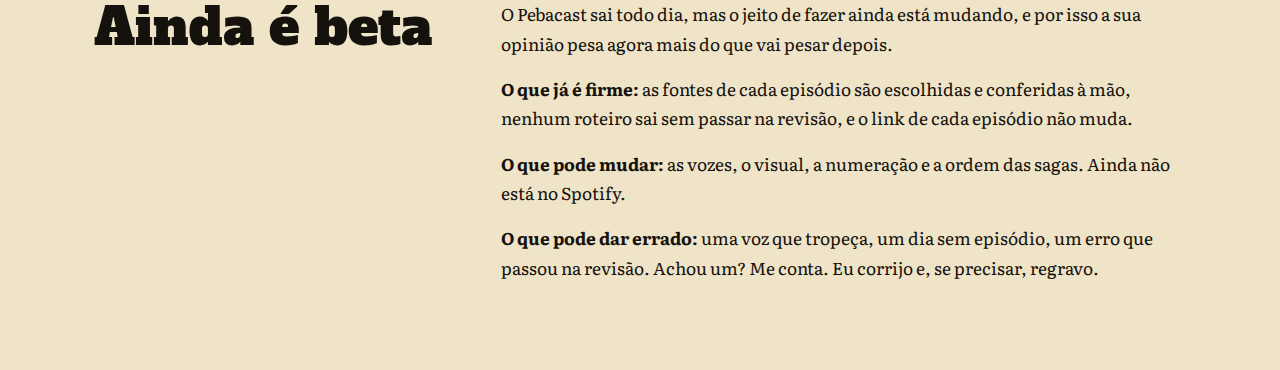 Ainda é beta
O Pebacast sai todo dia, mas o jeito de fazer ainda está mudando, e por isso a sua
opinião pesa agora mais do que vai pesar depois.
O que já é firme: as fontes de cada episódio são escolhidas e conferidas à mão,
nenhum roteiro sai sem passar na revisão, e o link de cada episódio não muda.
O que pode mudar: as vozes, o visual, a numeração e a ordem das sagas. Ainda não
está no Spotify.
O que pode dar errado: uma voz que tropeça, um dia sem episódio, um erro que
passou na revisão. Achou um? Me conta. Eu corrijo e, se precisar, regravo.